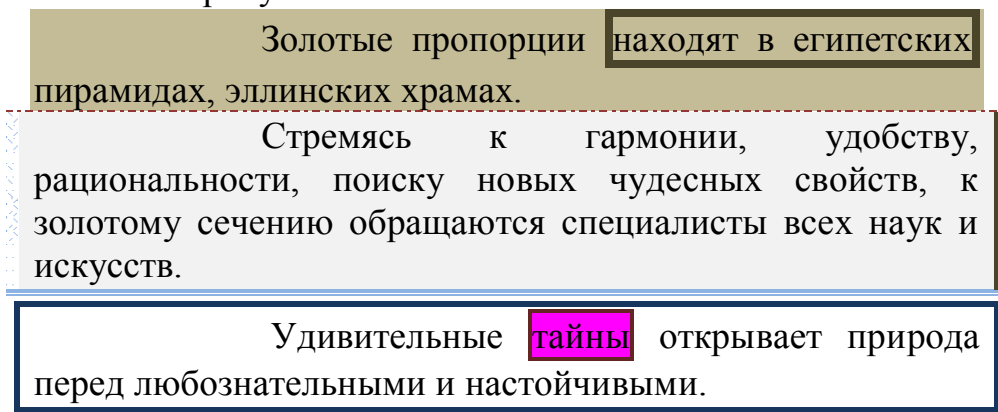 Золотые пропорции находят в египетских
пирамидах, эллинских храмах.
Стремясь к гармонии, удобству,
рациональности, поиску новых чудесных свойств, к
золотому сечению обращаются специалисты всех наук и
искусств.
Удивительные тайны открывает природа
перед любознательными и настойчивыми.